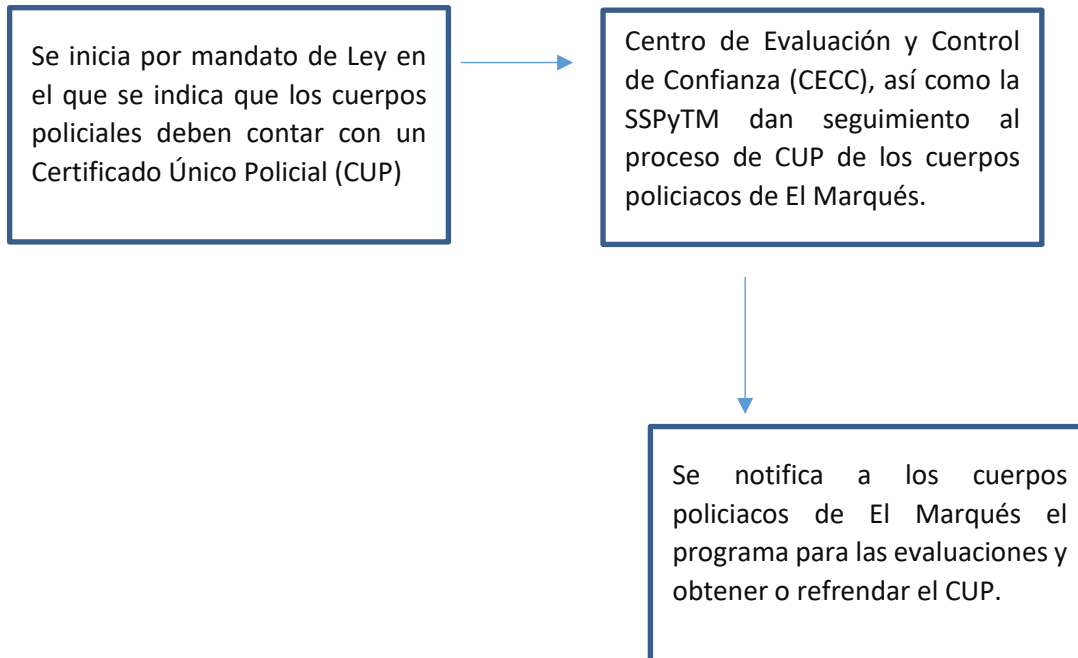 Se inicia por mandato de Ley en
el que se indica que los cuerpos
policiales deben contar con un
Certificado Único Policial (CUP)
Centro de Evaluación y Control
de Confianza (CECC), así como la
SSPyTM dan seguimiento al
proceso de CUP de los cuerpos
policiacos de El Marqués.
Se notifica a los cuerpos
policiacos de El Marqués el
programa para las evaluaciones y
obtener o refrendar el CUP.